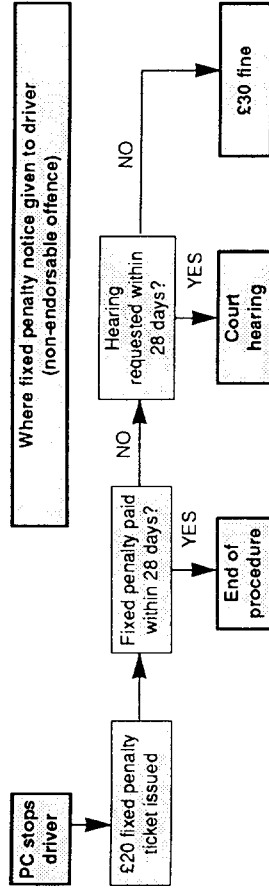 Where fixed penalty notice given to driver
(non-endorsable offence)
PC stops
driver
£20 fixed penalty
ticket issued
Fixed penalty paid
within 28 days?
NO
YES
End of
procedure
Hearing
requested within
28 days?
NO
YES
Court
hearing
£30 fine